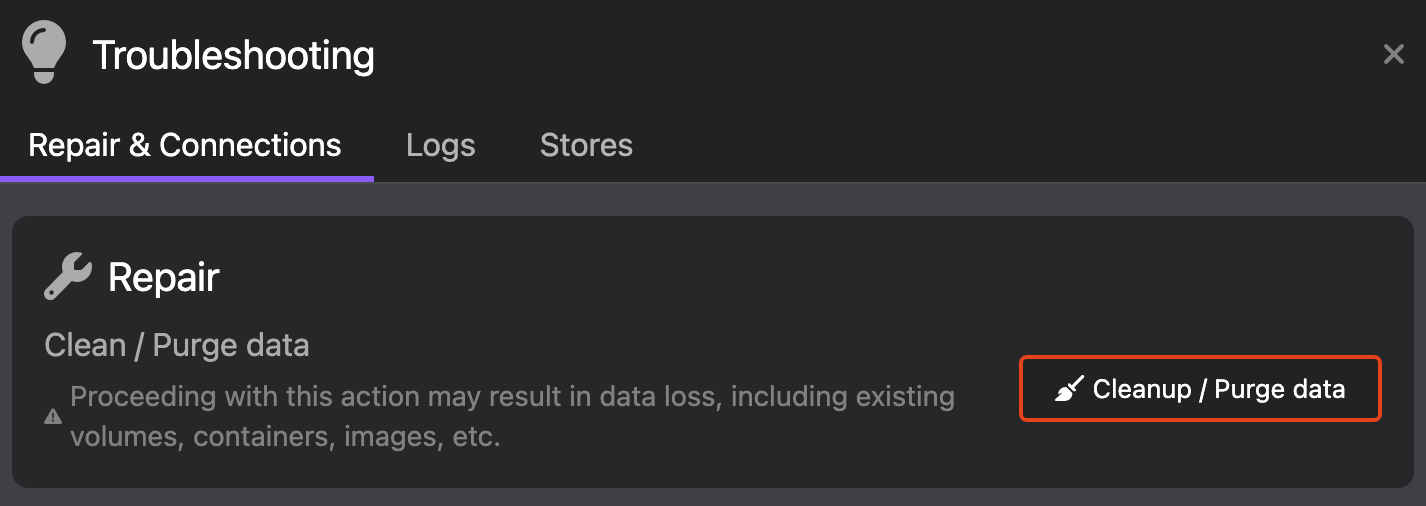 Troubleshooting
Repair & Connections
Logs
Stores
Repair
Clean / Purge data
Proceeding with this action may result in data loss, including existing
volumes, containers, images, etc.
Cleanup / Purge data